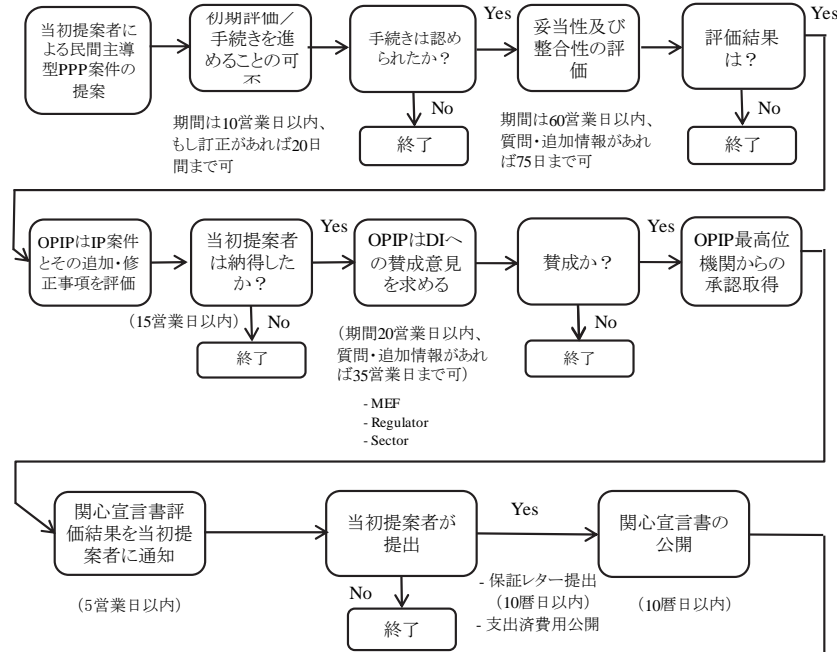 当初提案者
による民間主導
型PPP案件の
提案
初期評価／
手続きを進
めることの可
否
手続きは認め
られたか？
Yes
妥当性及び
整合性の評
価
評価結果
は？
Yes
No
終了
No
終了
期間は10営業日以内、
もし訂正があれば20日
間まで可
期間は60営業日以内、
質問・追加情報があれ
ば75日まで可
OPIPはIP案件
とその追加・修
正事項を評価
当初提案者
は納得した
か？
Yes
OPIPはDIへ
の賛成意見
を求める
賛成か？
Yes
OPIP最高位
機関からの
承認取得
（15営業日以内）
No
終了
（期間20営業日以内、
質問・追加情報があれ
ば35営業日まで可）
- MEF
- Regulator
- Sector
No
終了
関心宣言書評
価結果を当初提
案者に通知
（5営業日以内）
当初提案者が
提出
Yes
関心宣言書の
公開
No
終了
- 保証レター提出
（10暦日以内）
- 支出済費用公開
（10暦日以内）